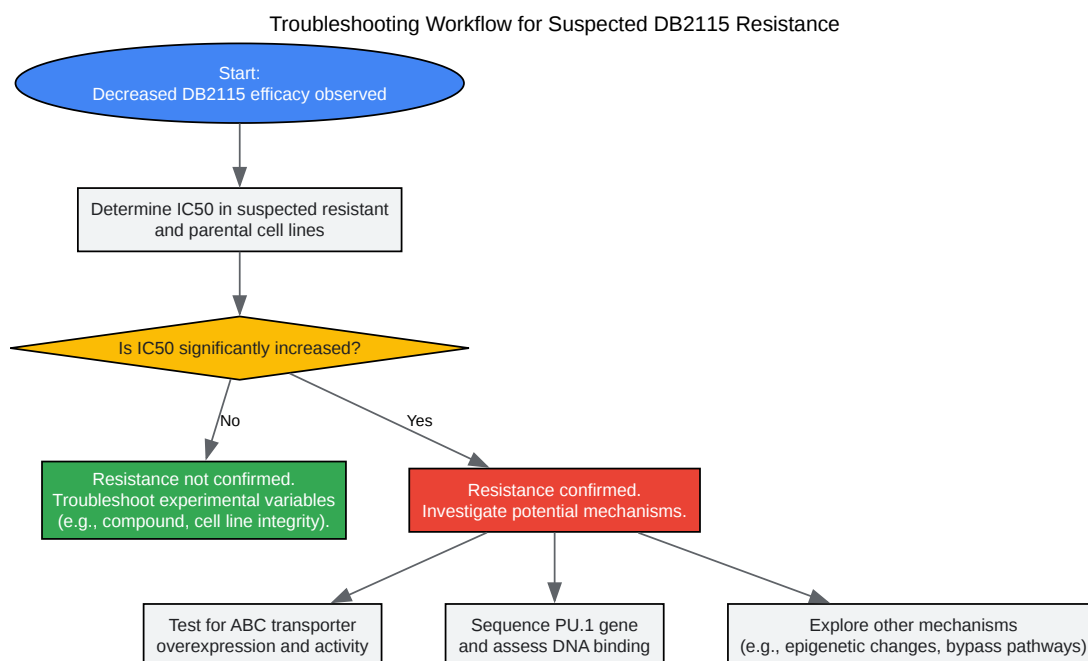 Troubleshooting Workflow for Suspected DB2115 Resistance
Start:
Decreased DB2115 efficacy observed
Determine IC50 in suspected resistant
and parental cell lines
Is IC50 significantly increased?
No
Yes
Resistance not confirmed.
Troubleshoot experimental variables
(e.g., compound, cell line integrity).
Resistance confirmed.
Investigate potential mechanisms.
Test for ABC transporter
overexpression and activity
Sequence PU.1 gene
and assess DNA binding
Explore other mechanisms
(e.g., epigenetic changes, bypass pathways)